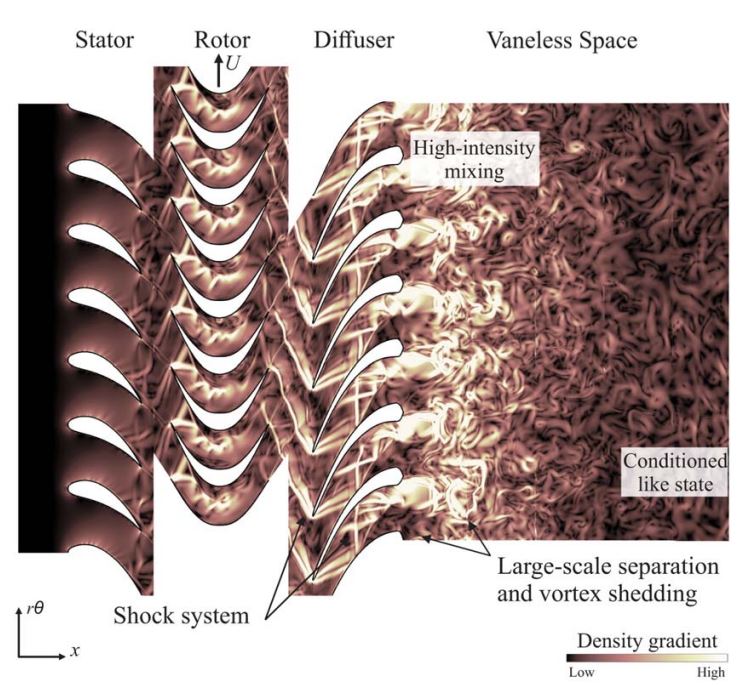 Stator
Rotor
Diffuser
Vaneless Space
U
High-intensity
mixing
Conditioned
like state
Large-scale separation
and vortex shedding
Shock system
rθ
x
Density gradient
Low
High